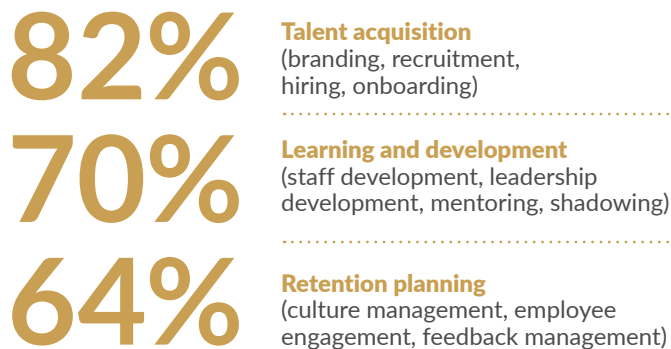 82%
Talent acquisition
(branding, recruitment,
hiring, onboarding)
70%
Learning and development
(staff development, leadership
development, mentoring, shadowing)
64%
Retention planning
(culture management, employee
engagement, feedback management)